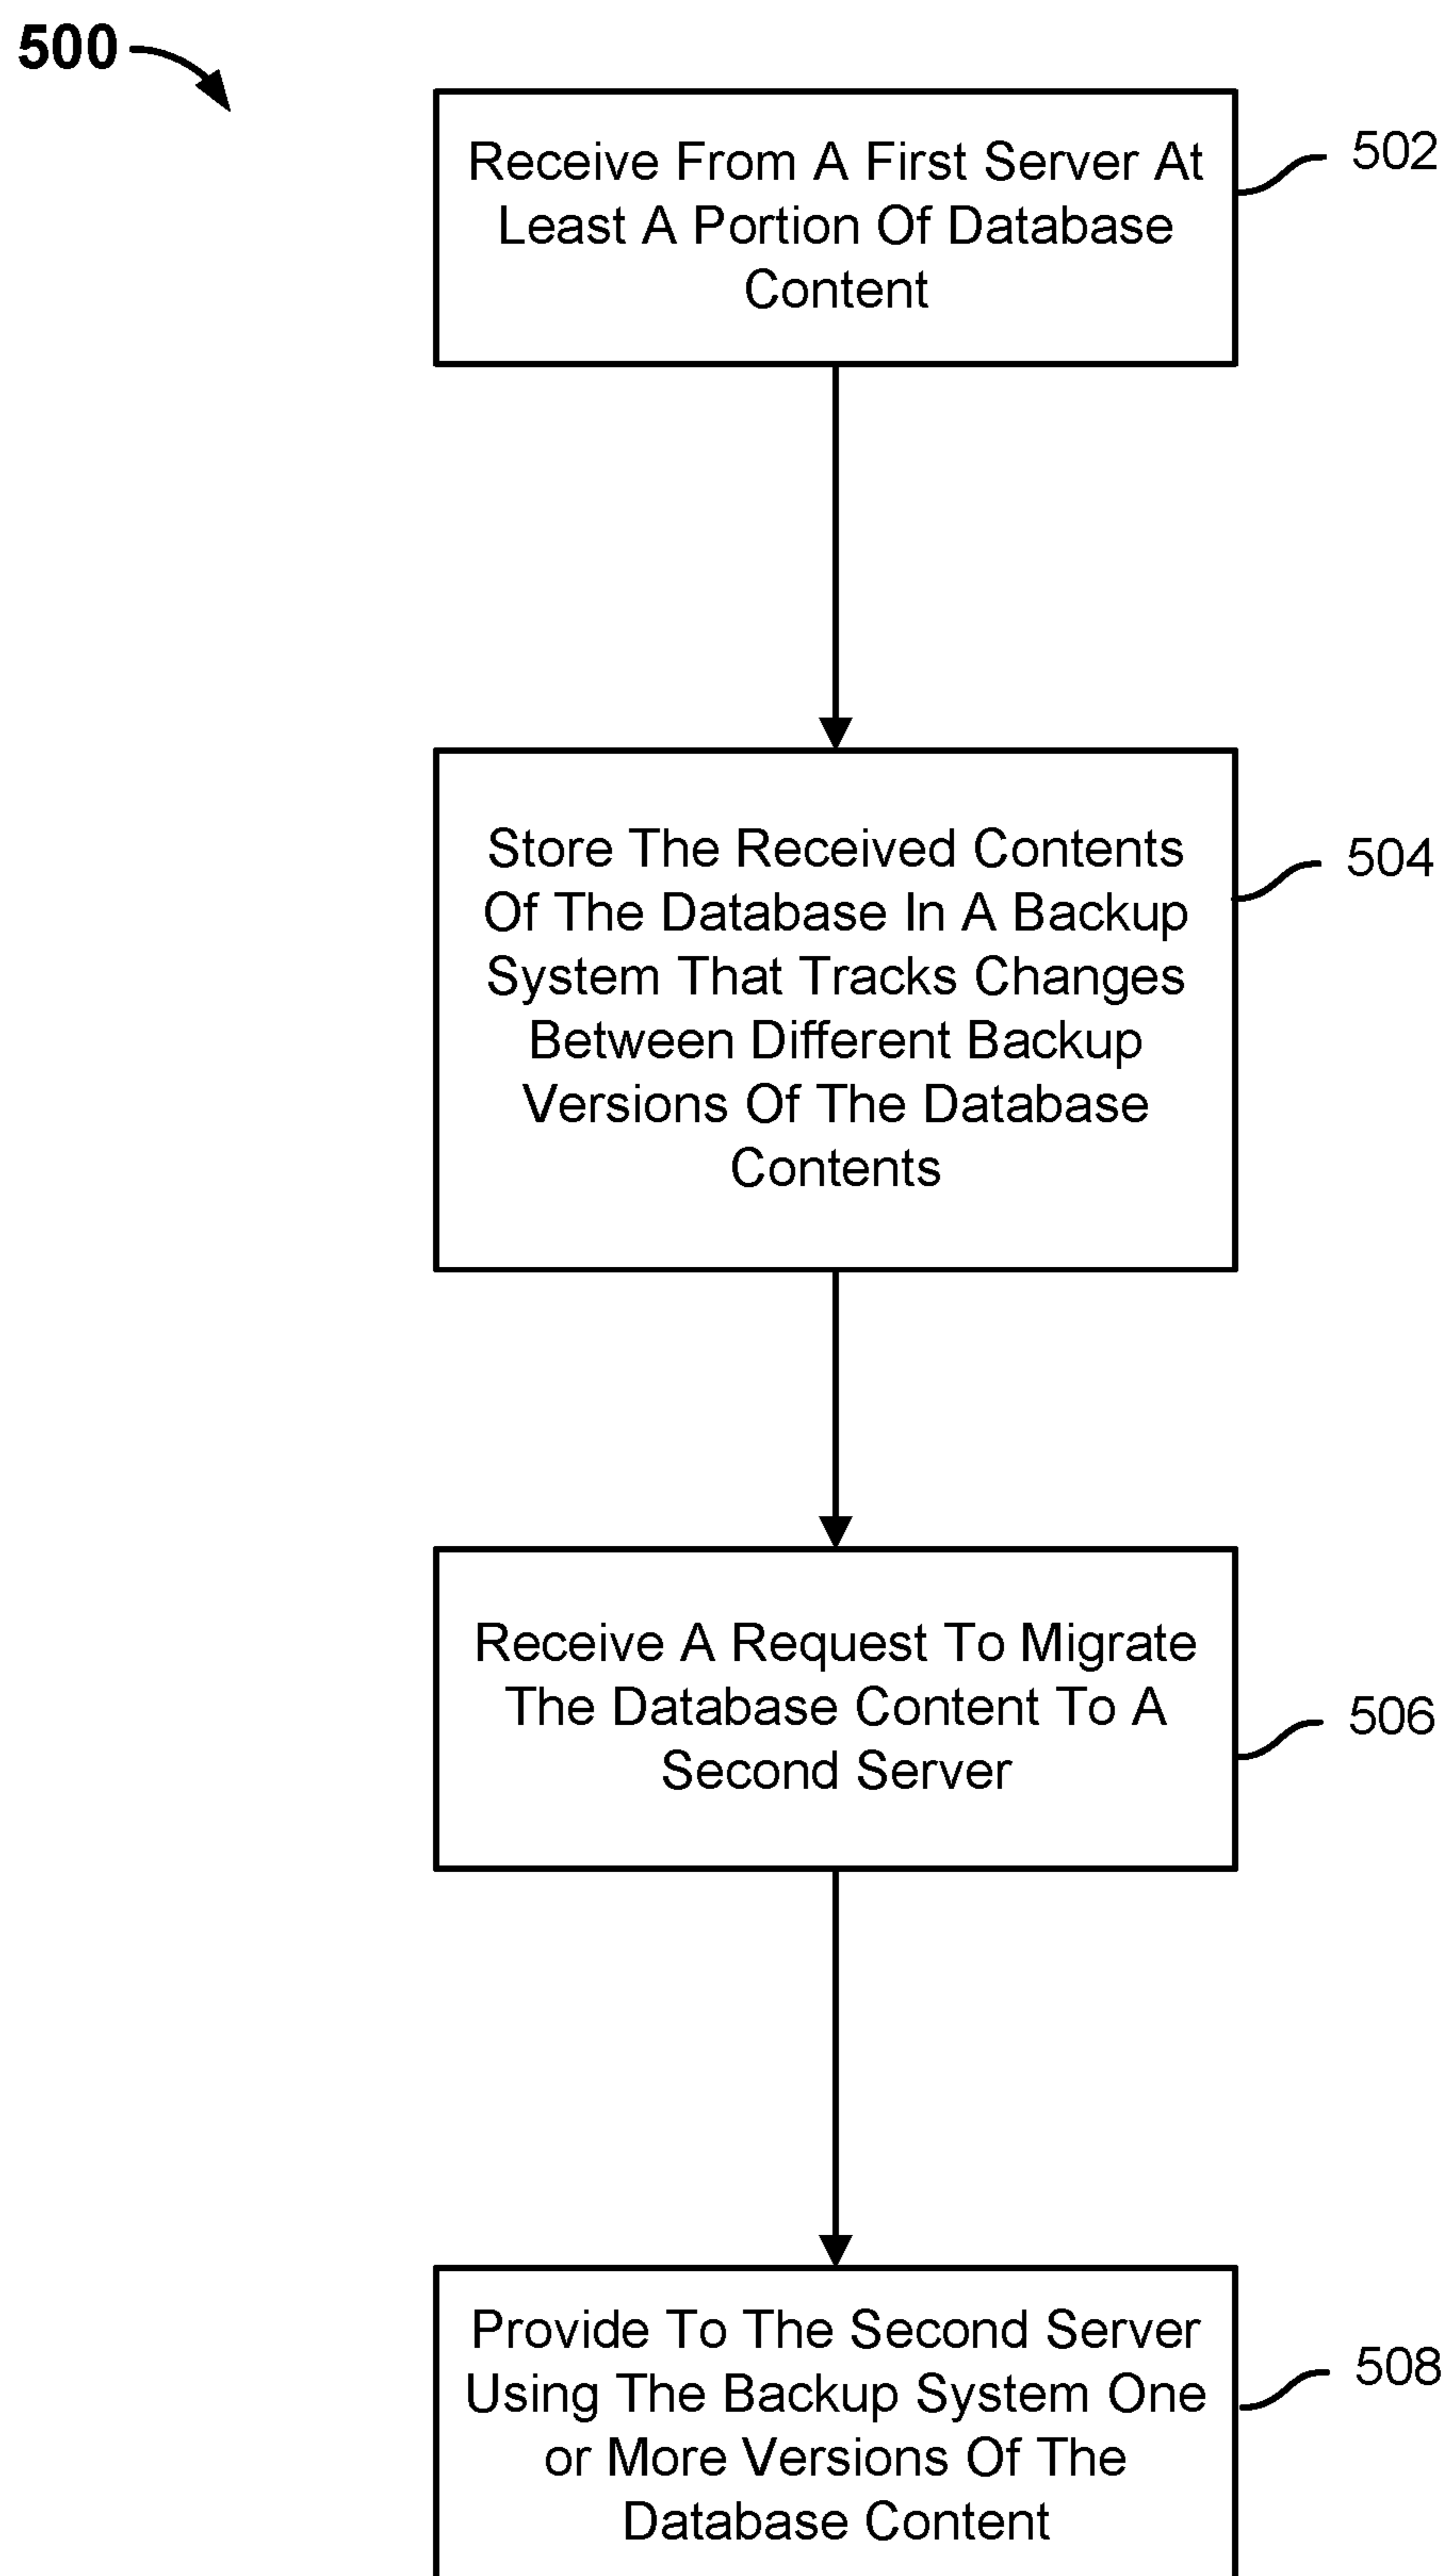 500
Receive From A First Server At
Least A Portion Of Database
Content
502
Store The Received Contents
Of The Database In A Backup
System That Tracks Changes
Between Different Backup
Versions Of The Database
Contents
504
Receive A Request To Migrate
The Database Content To A
Second Server
506
Provide To The Second Server
Using The Backup System One
or More Versions Of The
Database Content
508